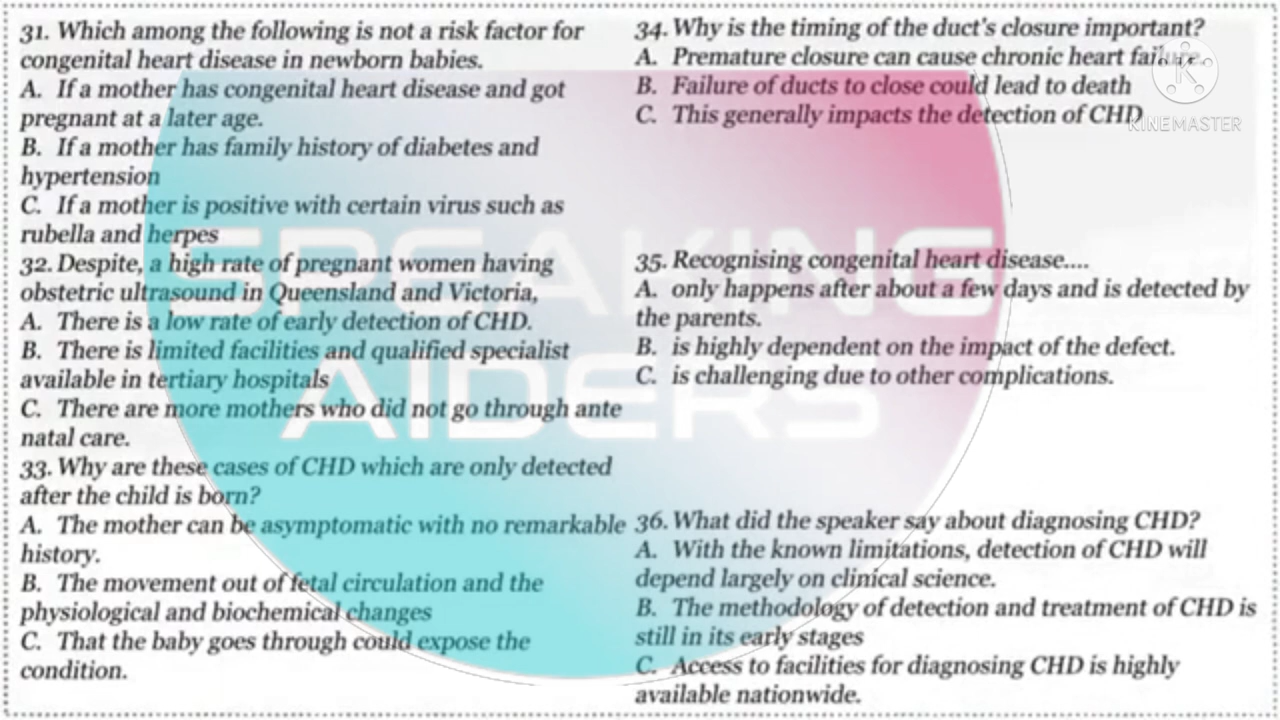 31. Which among the following is not a risk factor for
congenital heart disease in newborn babies.
A. If a mother has congenital heart disease and got
pregnant at a later age.
B. If a mother has family history of diabetes and
hypertension
C. If a mother is positive with certain virus such as
rubella and herpes
32. Despite, a high rate of pregnant women having
obstetric ultrasound in Queensland and Victoria,
A. There is a low rate of early detection of CHD.
B. There is limited facilities and qualified specialist
available in tertiary hospitals
C. There are more mothers who did not go through ante
natal care.
33. Why are these cases of CHD which are only detected
after the child is born?
A. The mother can be asymptomatic with no remarkable
history.
B. The movement out of fetal circulation and the
physiological and biochemical changes
C. That the baby goes through could expose the
condition.
34. Why is the timing of the duct's closure important?
A. Premature closure can cause chronic heart failure.
B. Failure of ducts to close could lead to death
C. This generally impacts the detection of CHD
35. Recognising congenital heart disease....
A. only happens after about a few days and is detected by
the parents.
B. is highly dependent on the impact of the defect.
C. is challenging due to other complications.
36. What did the speaker say about diagnosing CHD?
A. With the known limitations, detection of CHD will
depend largely on clinical science.
B. The methodology of detection and treatment of CHD is
still in its early stages
C. Access to facilities for diagnosing CHD is highly
available nationwide.
SPEAKING
AIDERS
K
KINEMASTER